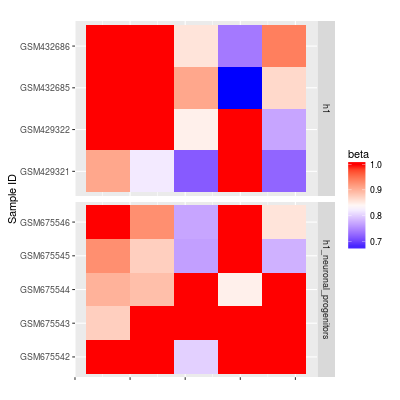 Sample ID
GSM432686
GSM432685
GSM429322
GSM429321
h1
GSM675546
GSM675545
GSM675544
GSM675543
GSM675542
h1_neuronal_progenitors
beta
1.0
0.9
0.8
0.7